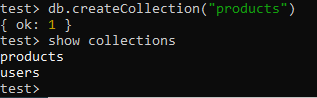 test> db.createCollection("products")
{ ok: 1 }
test> show collections
products
users
test>